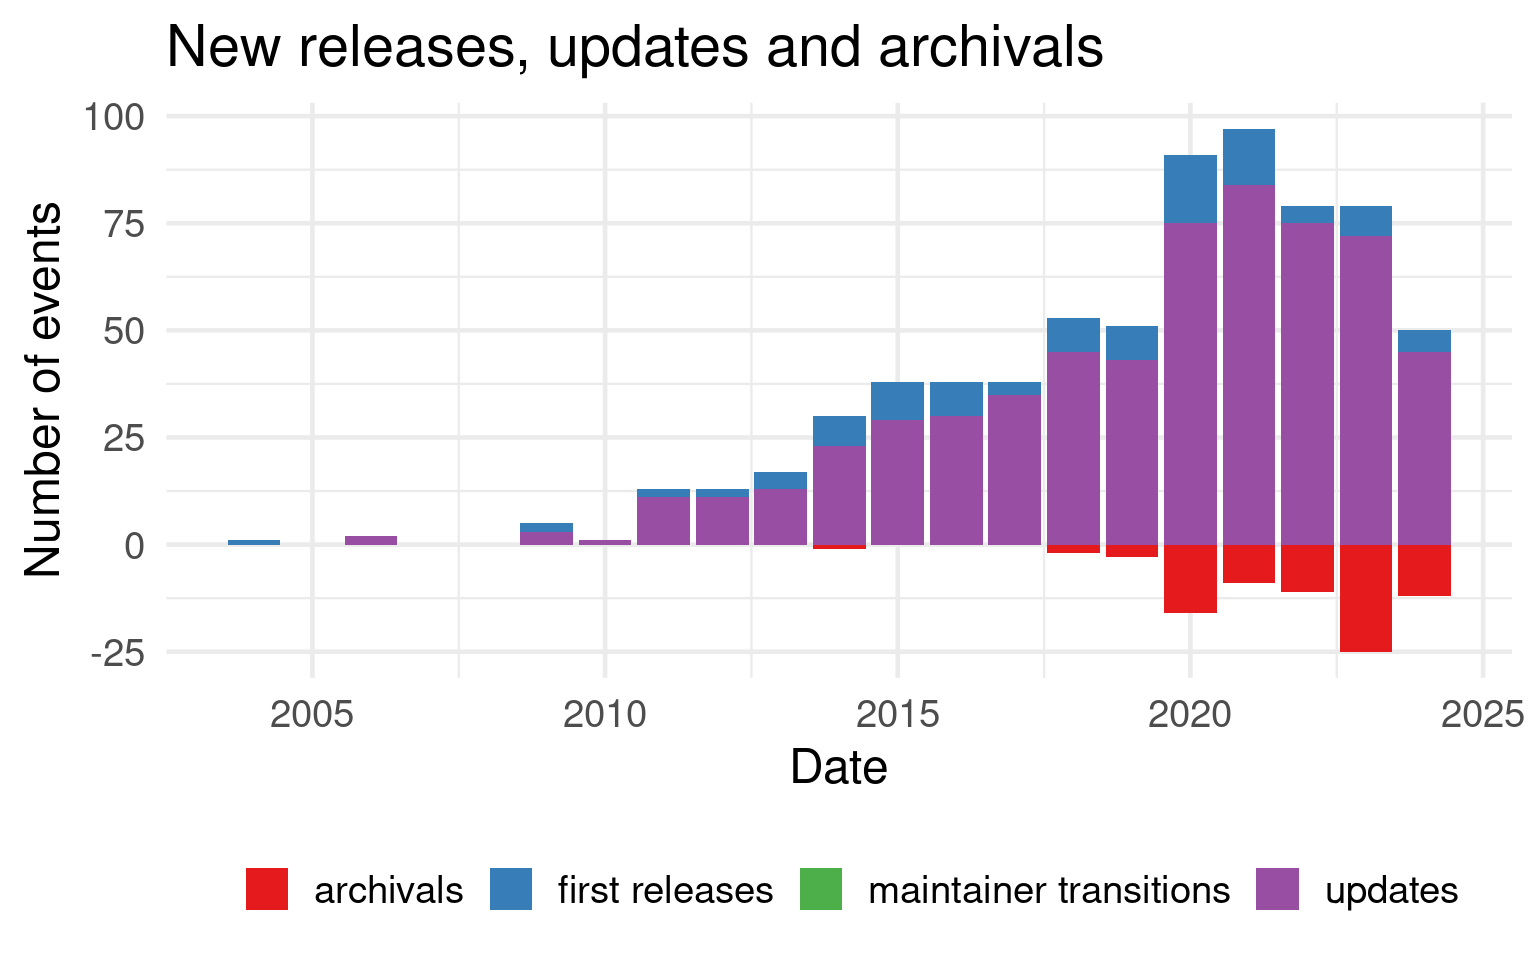 New releases, updates and archivals
Number of events
100
75
50
25
0
-25
2005 2010 2015 2020 2025
Date
archivals first releases maintainer transitions updates